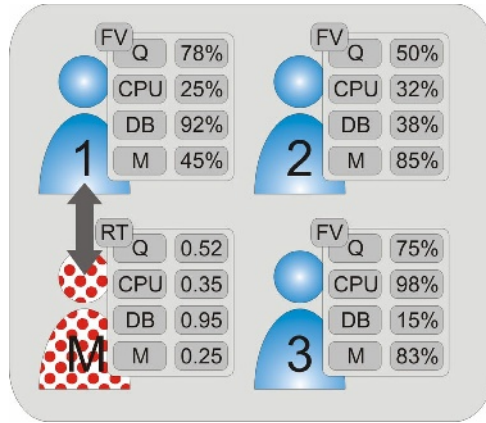 FV
Q 78%
CPU 25%
DB 92%
M 45%
1
FV
Q 50%
CPU 32%
DB 38%
M 85%
2
RT
Q 0.52
CPU 0.35
DB 0.95
M 0.25
M
FV
Q 75%
CPU 98%
DB 15%
M 83%
3